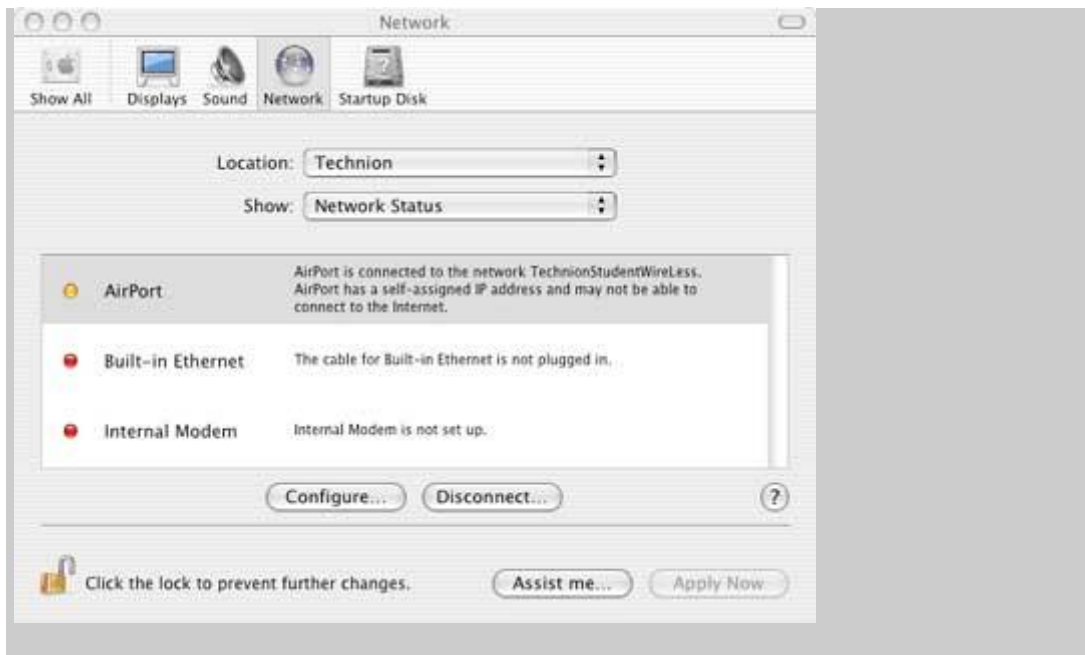 Network
Show All
Displays
Sound
Network
Startup Disk
Location: Technion
Show: Network Status
AirPort
AirPort is connected to the network TechnionStudentWireLess.
AirPort has a self-assigned IP address and may not be able to
connect to the Internet.
Built-in Ethernet
The cable for Built-in Ethernet is not plugged in.
Internal Modem
Internal Modem is not set up.
Configure...
Disconnect...
?
Click the lock to prevent further changes.
Assist me...
Apply Now